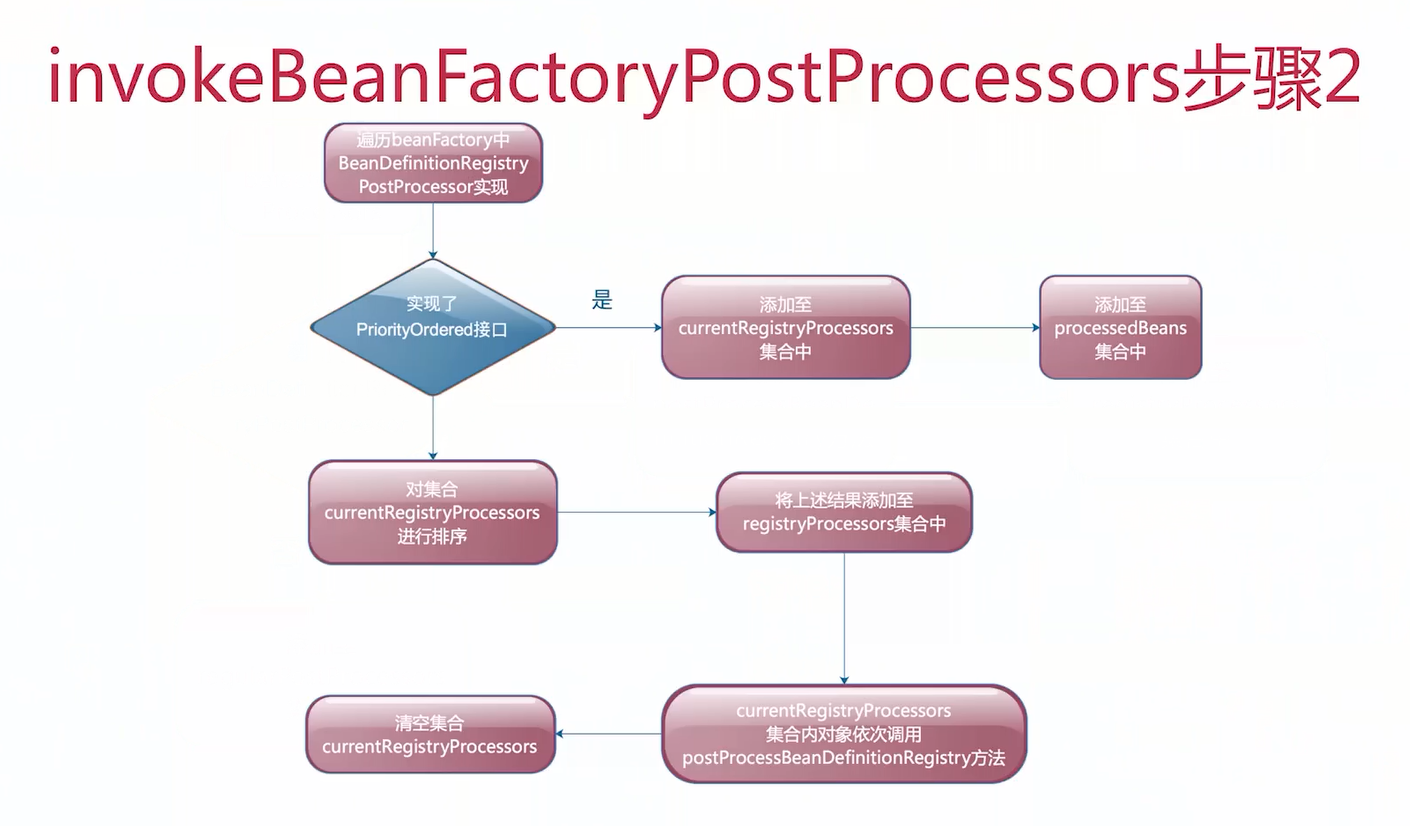 invokeBeanFactoryPostProcessors步骤2
遍历beanFactory中
BeanDefinitionRegistry
PostProcessor实现
实现了
PriorityOrdered接口
是
添加至
currentRegistryProcessors
集合中
添加至
processedBeans
集合中
对集合
currentRegistryProcessors
进行排序
将上述结果添加至
registryProcessors集合中
currentRegistryProcessors
集合内对象依次调用
postProcessBeanDefinitionRegistry方法
清空集合
currentRegistryProcessors